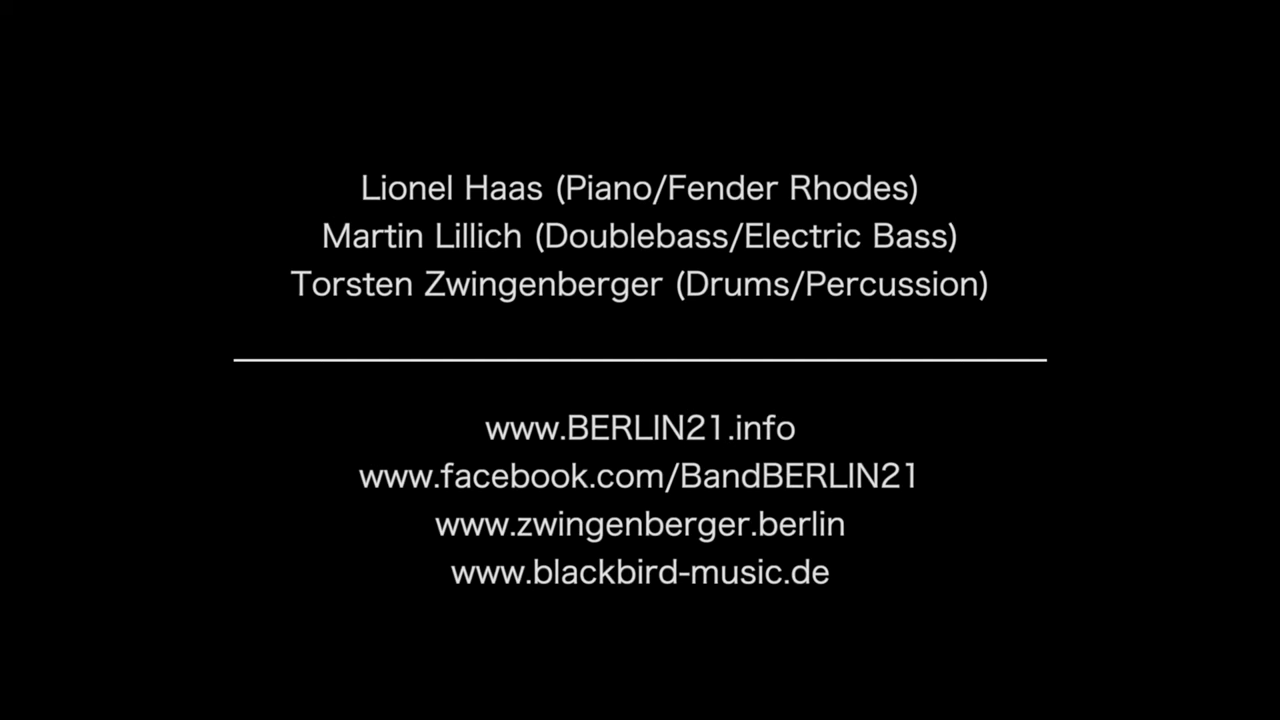 Lionel Haas (Piano/Fender Rhodes)
Martin Lillich (Doublebass/Electric Bass)
Torsten Zwingenberger (Drums/Percussion)
www.BERLIN21.info
www.facebook.com/BandBERLIN21
www.zwingenberger.berlin
www.blackbird-music.de